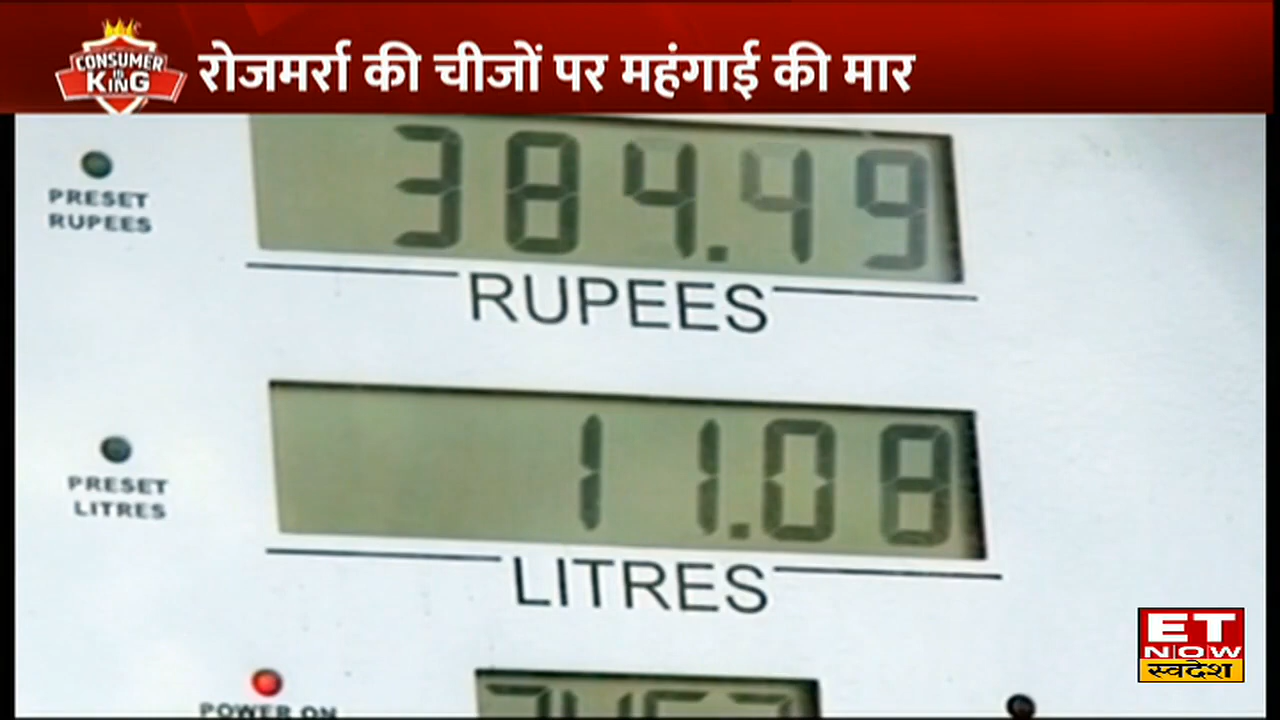 CONSUMER
IS
KING
रोजमर्रा की चीजों पर महंगाई की मार
PRESET
RUPEES
384.49
RUPEES
11.08
PRESET
LITRES
LITRES
POWER ON
ET
NOW
स्वदेश